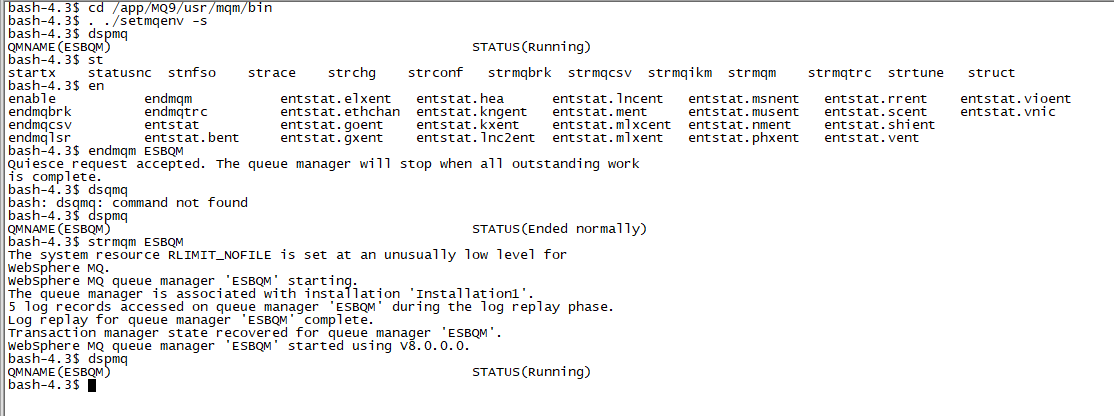 bash-4.3$ cd /app/MQ9/usr/mqm/bin
bash-4.3$ . ./setmqenv -s
bash-4.3$ dspmq
QMNAME(ESBQM)                                             STATUS(Running)
bash-4.3$ st
startx    statusnc  stnfso    strace    strchg    strconf   strmqbrk  strmqcsv  strmqikm  strmqm    strmqtrc  strtune   struct
bash-4.3$ en
enable           endmqm           entstat.elxent   entstat.hea      entstat.lncent   entstat.msnent   entstat.rrent    entstat.vioent
endmqbrk         endmqtrc         entstat.ethchan  entstat.kngent   entstat.ment     entstat.musent   entstat.scent    entstat.vnic
endmqcsv         entstat          entstat.goent    entstat.kxent    entstat.mlxcent  entstat.nment    entstat.shient
endmqlsr         entstat.bent     entstat.gxent    entstat.lnc2ent  entstat.mlxent   entstat.phxent   entstat.vent
bash-4.3$ endmqm ESBQM
Quiesce request accepted. The queue manager will stop when all outstanding work
is complete.
bash-4.3$ dsqmq
bash: dsqmq: command not found
bash-4.3$ dspmq
QMNAME(ESBQM)                                             STATUS(Ended normally)
bash-4.3$ strmqm ESBQM
The system resource RLIMIT_NOFILE is set at an unusually low level for
WebSphere MQ.
WebSphere MQ queue manager 'ESBQM' starting.
The queue manager is associated with installation 'Installation1'.
5 log records accessed on queue manager 'ESBQM' during the log replay phase.
Log replay for queue manager 'ESBQM' complete.
Transaction manager state recovered for queue manager 'ESBQM'.
WebSphere MQ queue manager 'ESBQM' started using V8.0.0.0.
bash-4.3$ dspmq
QMNAME(ESBQM)                                             STATUS(Running)
bash-4.3$